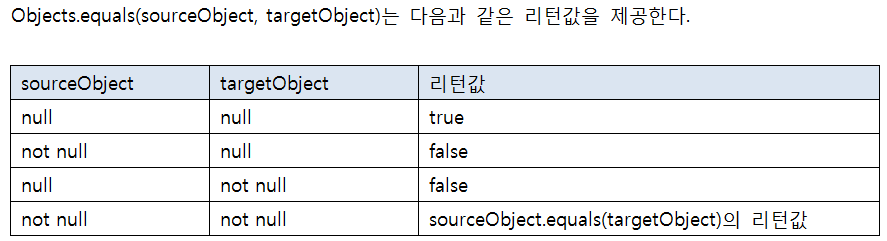 Objects.equals(sourceObject, targetObject)는 다음과 같은 리턴값을 제공한다.
sourceObject targetObject 리턴값
null null true
not null null false
null not null false
not null not null sourceObject.equals(targetObject)의 리턴값